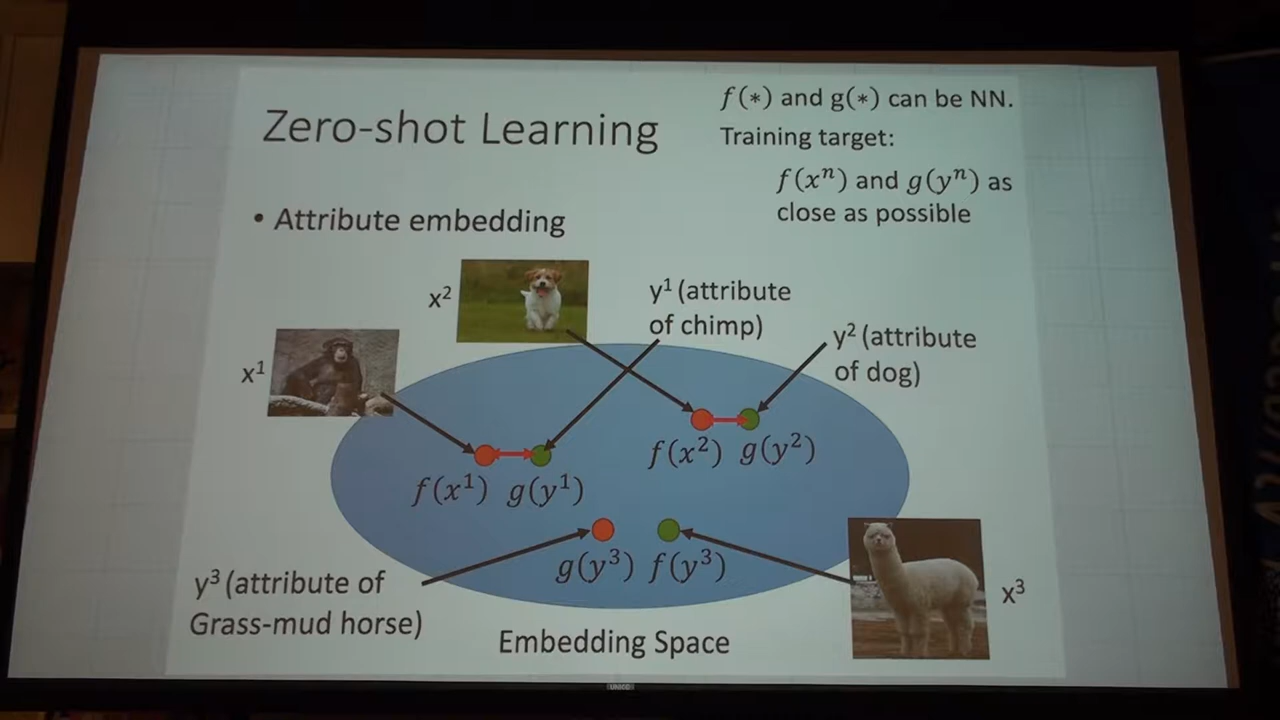 Zero-shot Learning
f(*) and g(*) can be NN.
Training target:
f(xⁿ) and g(yⁿ) as
close as possible
• Attribute embedding
x²
y¹ (attribute
of chimp)
y² (attribute
of dog)
x¹
f(x²) g(y²)
f(x¹) g(y¹)
g(y³) f(y³)
y³ (attribute of
Grass-mud horse)
x³
Embedding Space